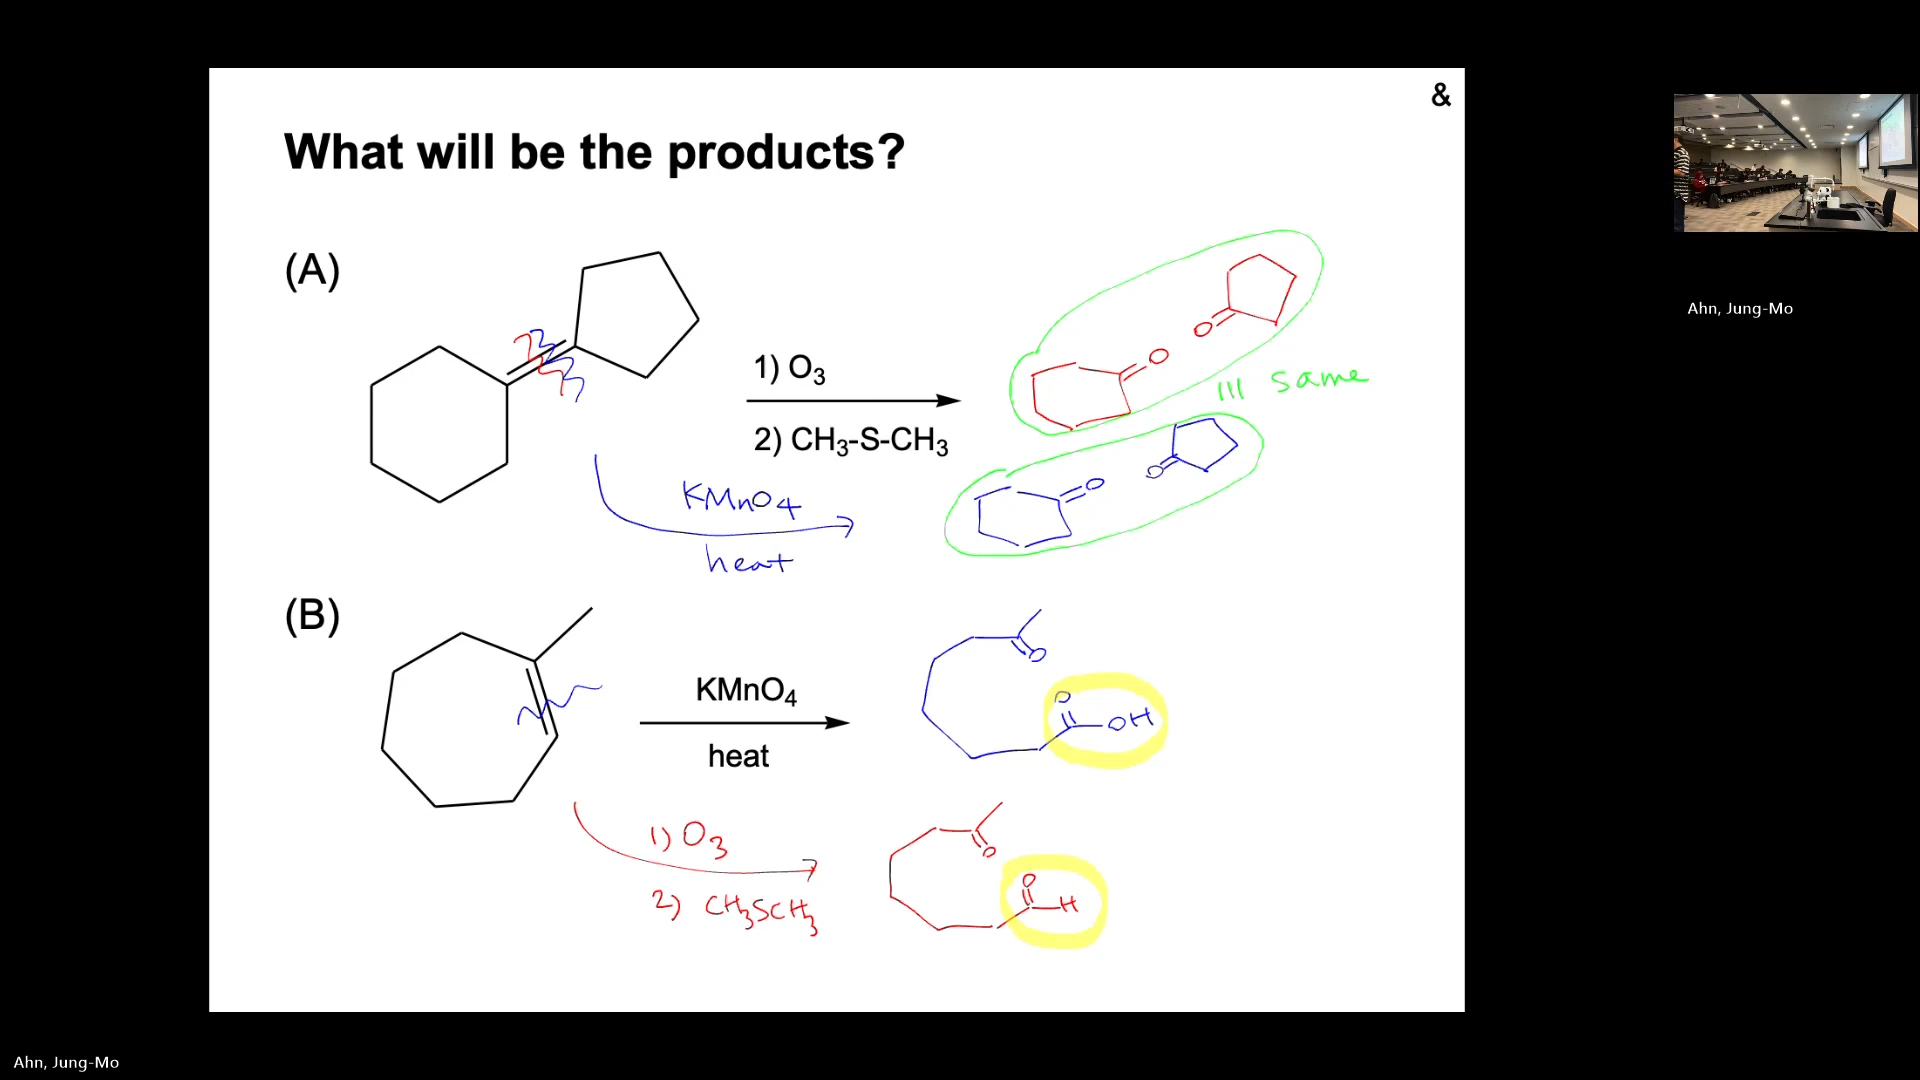 &
What will be the products?
(A)
1) O₃
2) CH₃-S-CH₃
O
O
||| same
KMnO₄
heat
O
O
(B)
KMnO₄
heat
O
O
OH
1) O₃
2) CH₃SCH₃
O
O
H
Ahn, Jung-Mo
Ahn, Jung-Mo